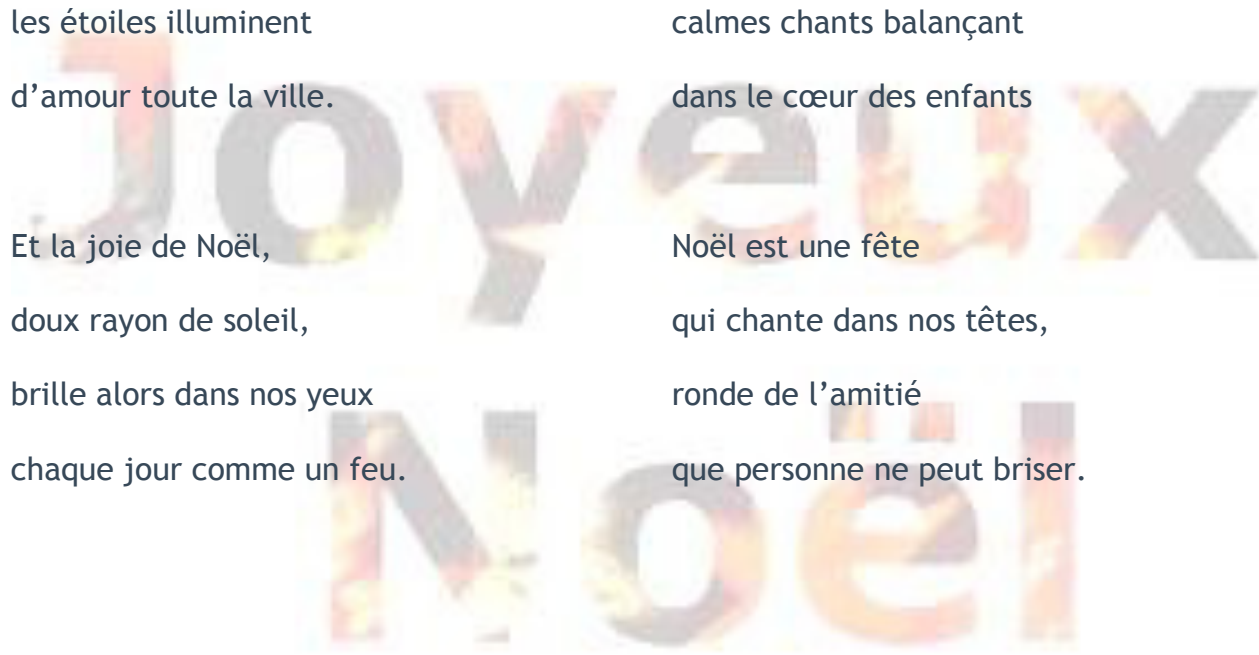 les étoiles illuminent
d’amour toute la ville.
Et la joie de Noël,
doux rayon de soleil,
brille alors dans nos yeux
chaque jour comme un feu.
calmes chants balançant
dans le cœur des enfants
Noël est une fête
qui chante dans nos têtes,
ronde de l’amitié
que personne ne peut briser.
Joyeux
Noël